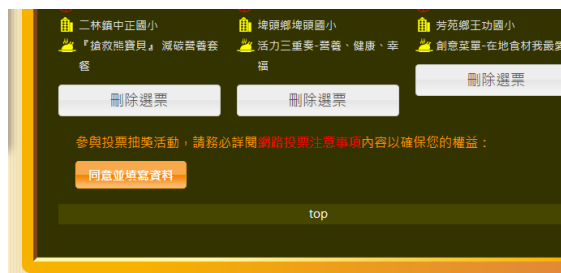 二林鎮中正國小
『搶救熊寶貝』減碳營養套
餐
刪除選票
埤頭鄉埤頭國小
活力三重奏-營養、健康、幸
福
刪除選票
芳苑鄉王功國小
創意菜單-在地食材我最愛
刪除選票
參與投票抽獎活動，請務必詳閱網路投票注意事項內容以確保您的權益：
同意並填寫資料
top